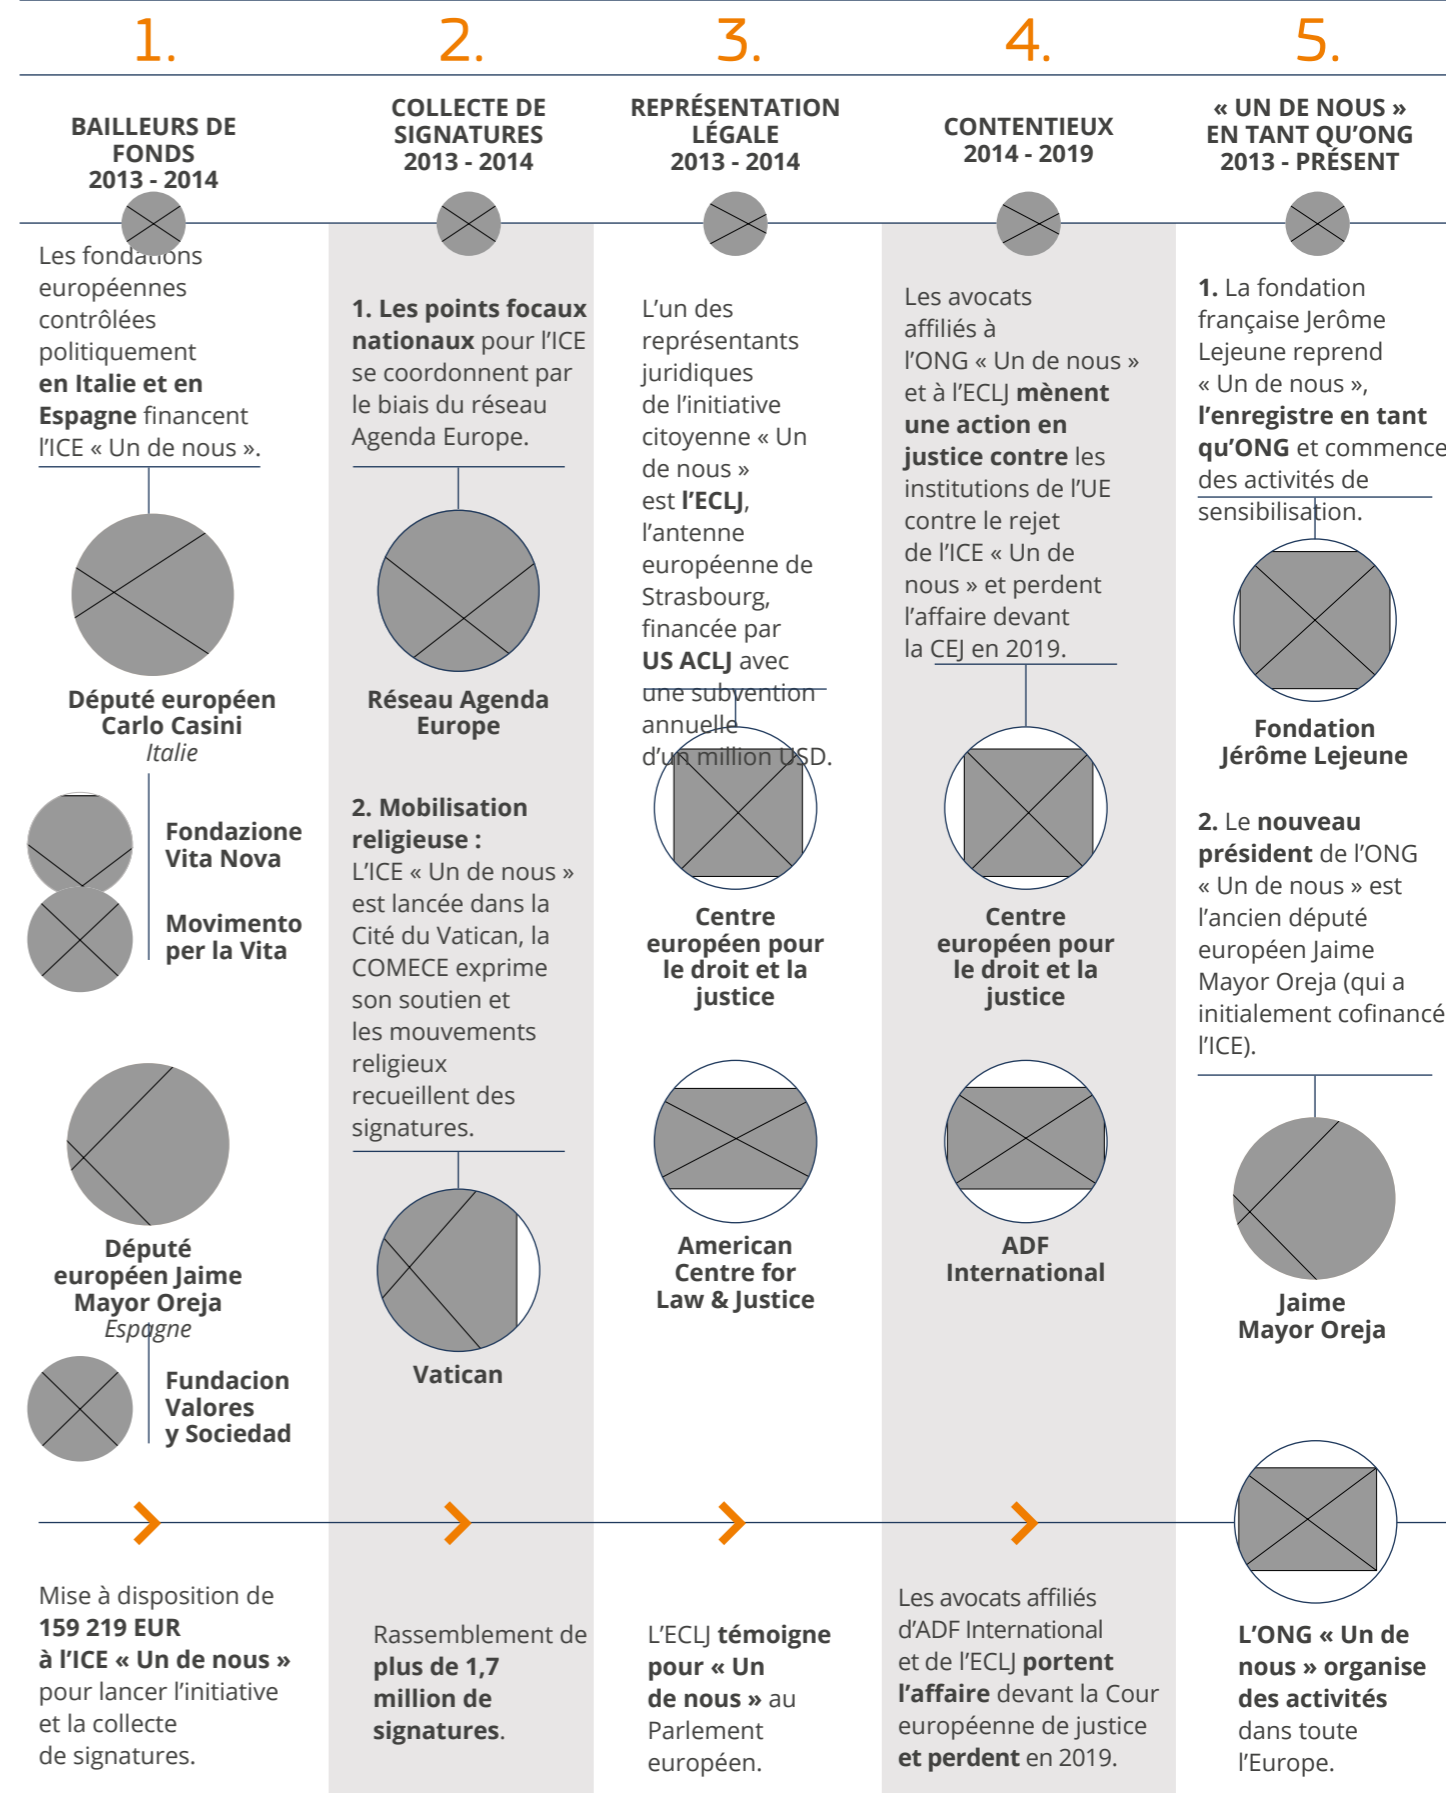 1.
BAILLEURS DE
FONDS
2013 - 2014
Les fondations
européennes
contrôlées
politiquement
en Italie et en
Espagne financent
l’ICE « Un de nous ».
Député européen
Carlo Casini
Italie
Fondazione
Vita Nova
Movimento
per la Vita
Député
européen Jaime
Mayor Oreja
Espagne
Fundacion
Valores
y Sociedad
Mise à disposition de
159 219 EUR
à l’ICE « Un de nous »
pour lancer l’initiative
et la collecte
de signatures.
2.
COLLECTE DE
SIGNATURES
2013 - 2014
1. Les points focaux
nationaux pour l’ICE
se coordonnent par
le biais du réseau
Agenda Europe.
Réseau Agenda
Europe
2. Mobilisation
religieuse :
L’ICE « Un de nous »
est lancée dans la
Cité du Vatican, la
COMECE exprime
son soutien et
les mouvements
religieux
recueillent des
signatures.
Vatican
Rassemblement de
plus de 1,7
million de
signatures.
3.
REPRÉSENTATION
LÉGALE
2013 - 2014
L’un des
représentants
juridiques
de l’initiative
citoyenne « Un
de nous »
est l’ECLJ,
l’antenne
européenne de
Strasbourg,
financée par
US ACLJ avec
une subvention
annuelle
d’un million USD.
Centre
européen pour
le droit et la
justice
American
Centre for
Law & Justice
L’ECLJ témoigne
pour « Un
de nous » au
Parlement
européen.
4.
CONTENTIEUX
2014 - 2019
Les avocats
affiliés à
l’ONG « Un de nous »
et à l’ECLJ mènent
une action en
justice contre les
institutions de l’UE
contre le rejet
de l’ICE « Un de
nous » et perdent
l’affaire devant
la CEJ en 2019.
Centre
européen pour
le droit et la
justice
ADF
International
Les avocats affiliés
d’ADF International
et de l’ECLJ portent
l’affaire devant la Cour
européenne de justice
et perdent en 2019.
5.
« UN DE NOUS »
EN TANT QU’ONG
2013 - PRÉSENT
1. La fondation
française Jerôme
Lejeune reprend
« Un de nous »,
l’enregistre en tant
qu’ONG et commence
des activités de
sensibilisation.
Fondation
Jérôme Lejeune
2. Le nouveau
président de l’ONG
« Un de nous » est
l’ancien député
européen Jaime
Mayor Oreja (qui a
initialement cofinancé
l’ICE).
Jaime
Mayor Oreja
L’ONG « Un de
nous » organise
des activités
dans toute
l’Europe.